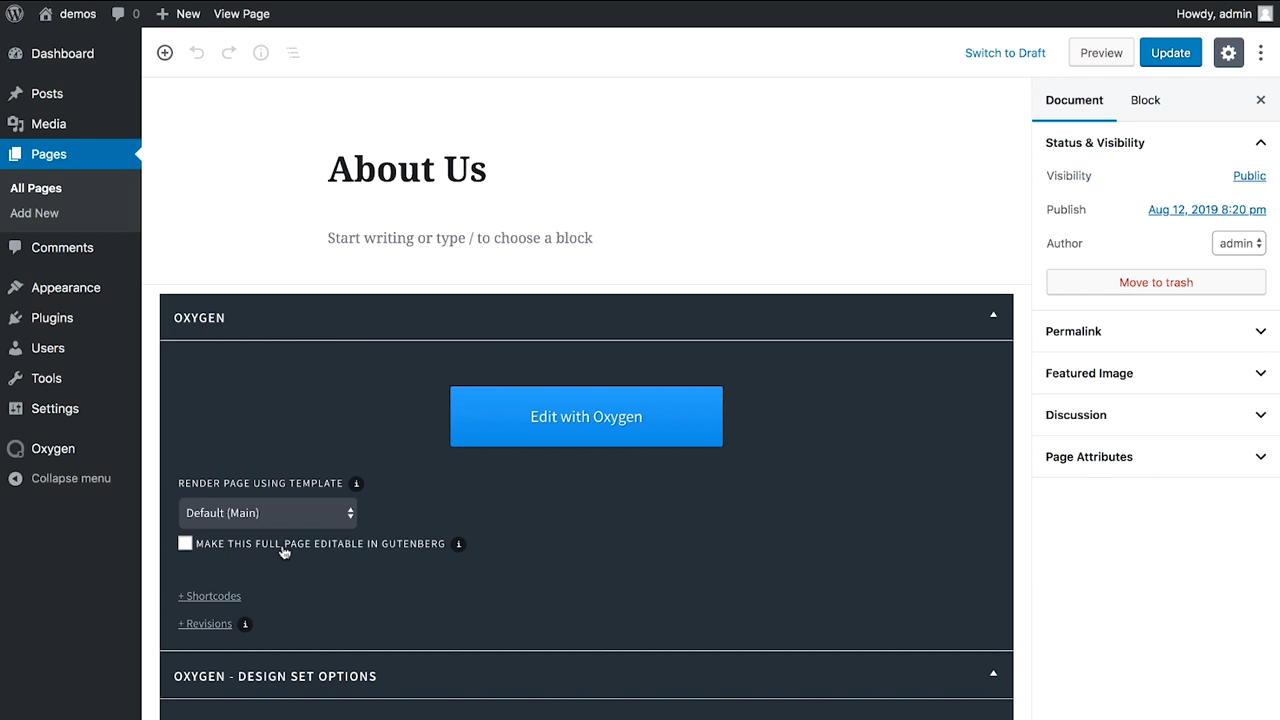 demos
0
New
View Page
Howdy, admin
Dashboard
Posts
Media
Pages
All Pages
Add New
Comments
Appearance
Plugins
Users
Tools
Settings
Oxygen
Collapse menu
Switch to Draft
Preview
Update
About Us
Start writing or type / to choose a block
OXYGEN
Edit with Oxygen
RENDER PAGE USING TEMPLATE
Default (Main)
MAKE THIS FULL PAGE EDITABLE IN GUTENBERG
+ Shortcodes
+ Revisions
OXYGEN - DESIGN SET OPTIONS
Document
Block
Status & Visibility
Visibility
Public
Publish
Aug 12, 2019 8:20 pm
Author
admin
Move to trash
Permalink
Featured Image
Discussion
Page Attributes